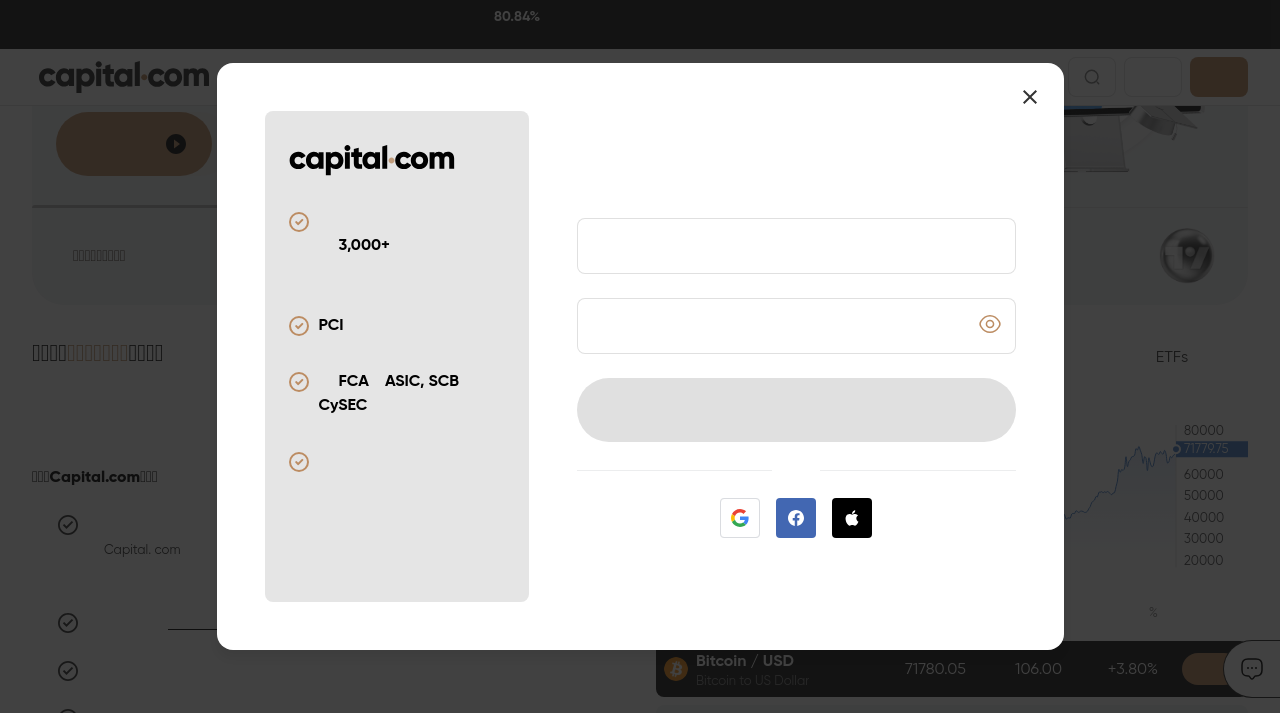 80.84%
capital.com
capital.com
3,000+
PCI
FCA ASIC, SCB
CySEC
ETFs
Capital.com
Capital. com
80000
71779.75
60000
50000
40000
30000
20000
%
Bitcoin / USD
Bitcoin to US Dollar
71780.05
106.00
+3.80%